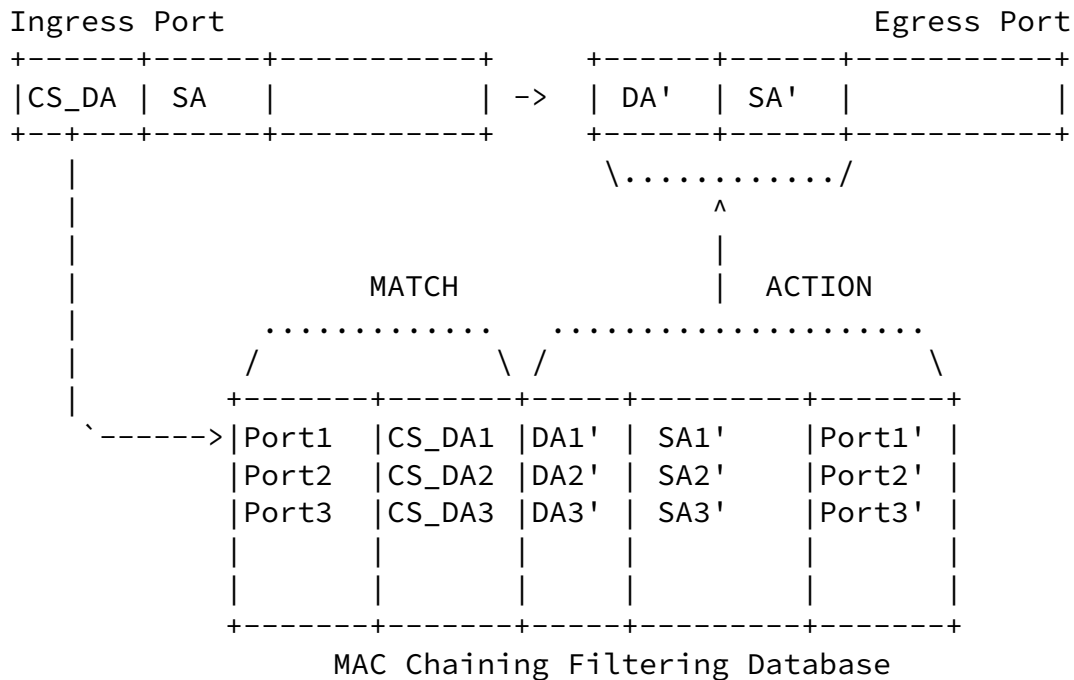 Ingress Port Egress Port
+------+------+-----------+ +------+------+-----------+
|CS_DA | SA | | -> | DA' | SA' | |
+--+---+------+-----------+ +------+------+-----------+
| \............/
| ^
| |
| MATCH | ACTION
| ............. .....................
| / \ / \
| +-------+-------+-----+---------+-------+
`------>|Port1 |CS_DA1 |DA1' | SA1' |Port1' |
|Port2 |CS_DA2 |DA2' | SA2' |Port2' |
|Port3 |CS_DA3 |DA3' | SA3' |Port3' |
| | | | | |
| | | | | |
+-------+-------+-----+---------+-------+
MAC Chaining Filtering Database